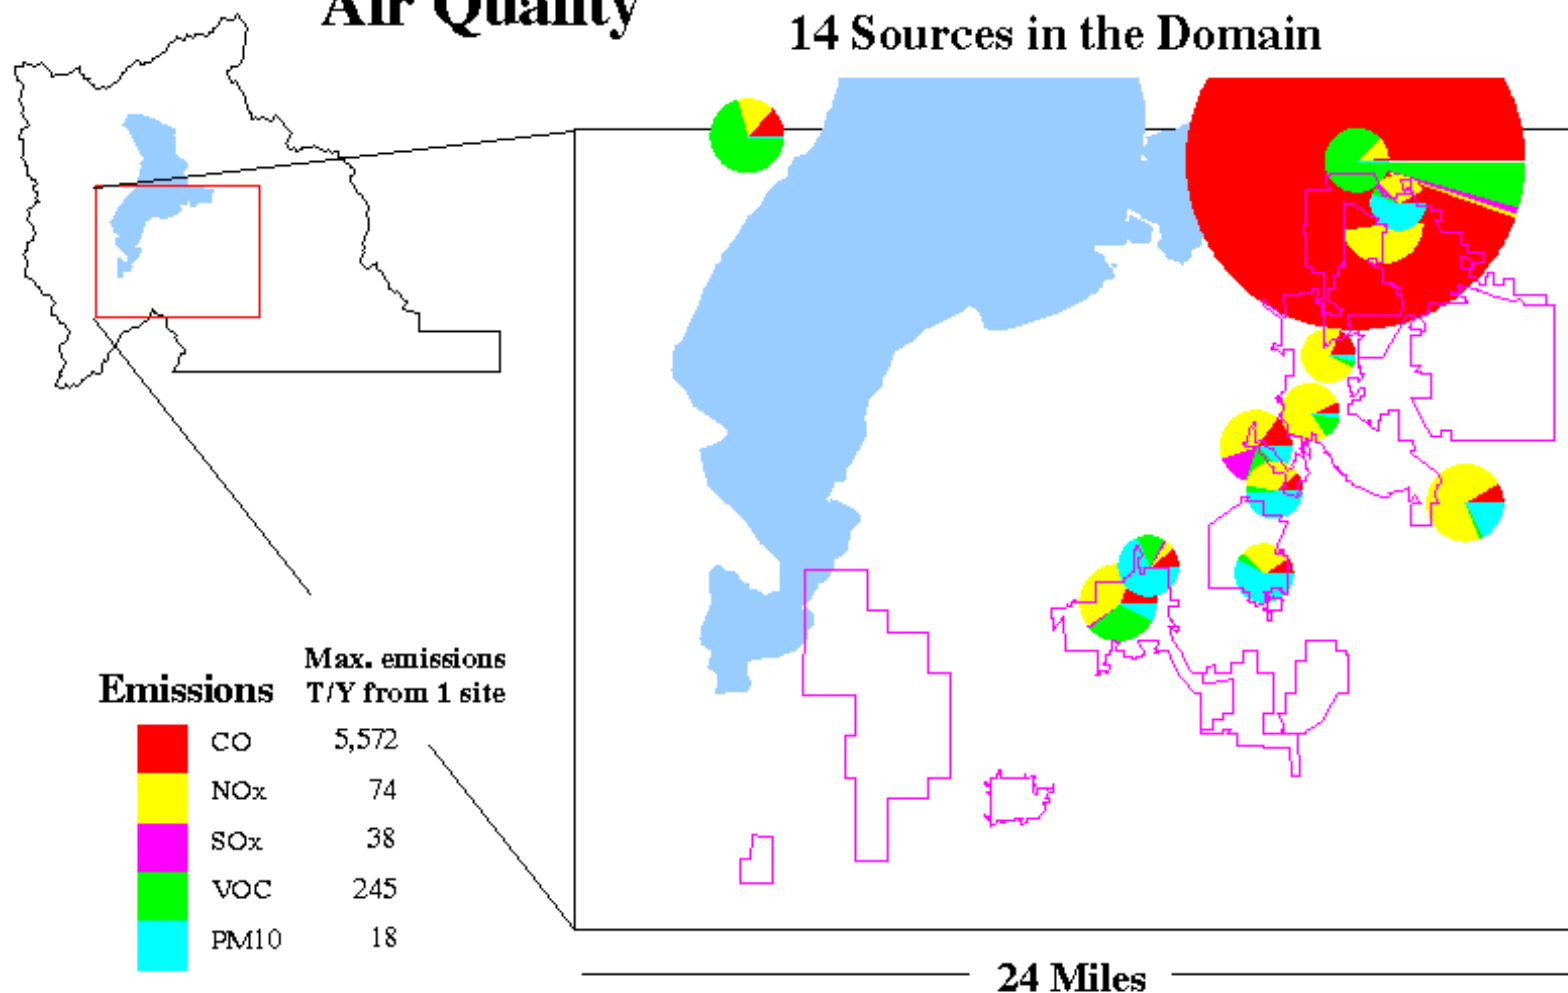 Air Quality
14 Sources in the Domain
Max. emissions
Emissions T/Y from 1 site
CO 5,572
NOx 74
SOx 38
VOC 245
PM10 18
24 Miles